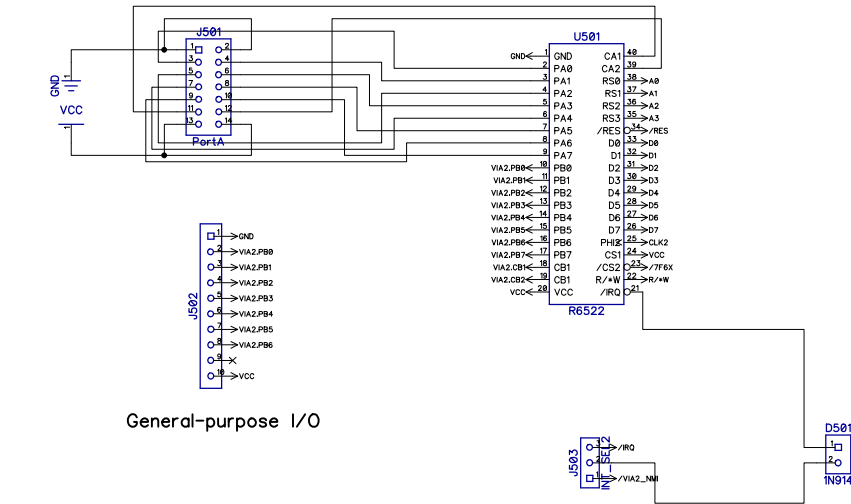 J501
1 2
3 4
5 6
7 8
9 10
11 12
13 14
PortA
GND
1
VCC
1
U501
GND 1 GND CA1 40
2 PA0 CA2 39
3 PA1 RS0 38 A0
4 PA2 RS1 37 A1
5 PA3 RS2 36 A2
6 PA4 RS3 35 A3
7 PA5 /RES 34 /RES
8 PA6 D0 33 D0
9 PA7 D1 32 D1
VIA2.PB0 10 PB0 D2 31 D2
VIA2.PB1 11 PB1 D3 30 D3
VIA2.PB2 12 PB2 D4 29 D4
VIA2.PB3 13 PB3 D5 28 D5
VIA2.PB4 14 PB4 D6 27 D6
VIA2.PB5 15 PB5 D7 26 D7
VIA2.PB6 16 PB6 PHI2 25 CLK2
VIA2.PB7 17 PB7 CS1 24 VCC
VIA2.CB1 18 CB1 /CS2 23 /7F6X
VIA2.CB2 19 CB1 R/*W 22 R/*W
VCC 20 VCC /IRQ 21
R6522
J502
1 GND
2 VIA2.PB0
3 VIA2.PB1
4 VIA2.PB2
5 VIA2.PB3
6 VIA2.PB4
7 VIA2.PB5
8 VIA2.PB6
9
10 VCC
General-purpose I/O
J503
3 /IRQ
2
1 /VIA2_NMI
D501
1
2
1N914